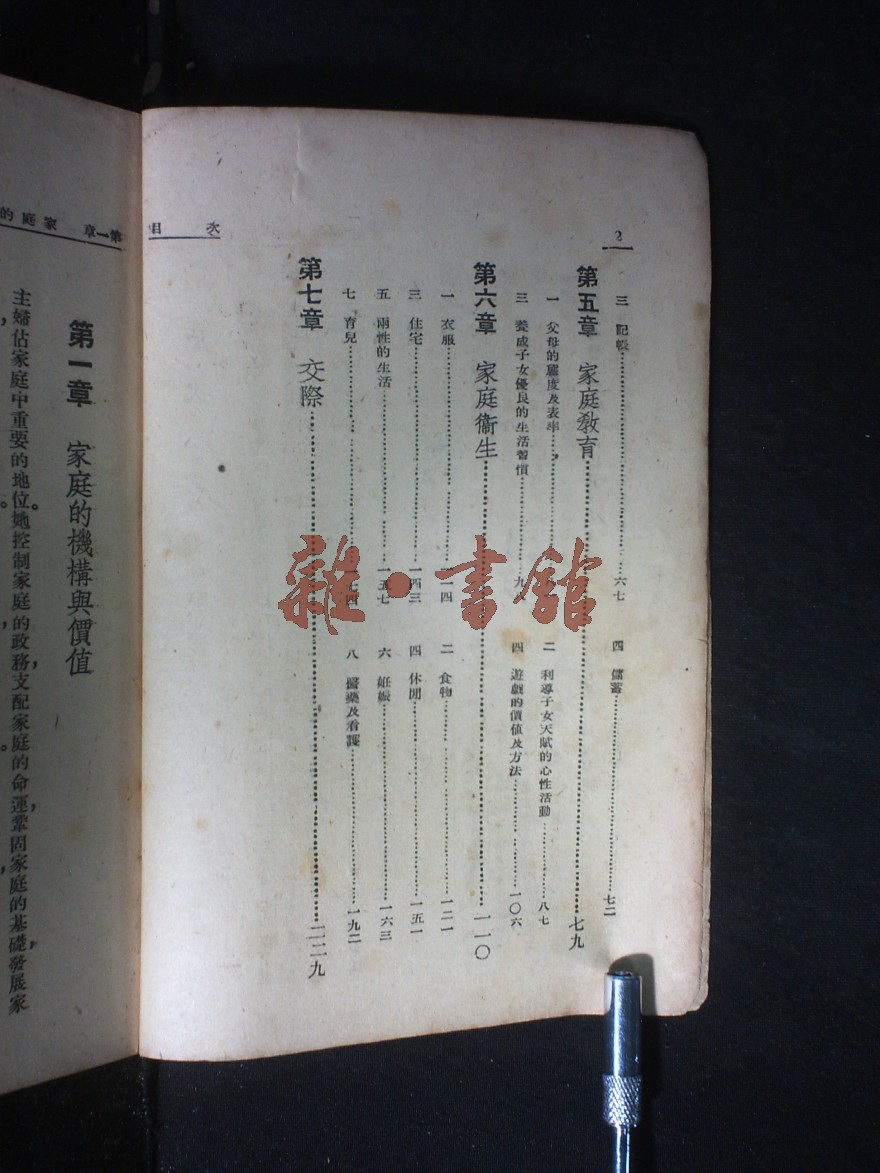 2
目次
三 記帳……六七 四 儲蓄……七二
第五章 家庭教育……七九
一 父母的態度及表率…… 二 利導子女天賦的心性活動……八七
三 養成子女優良的生活習慣……九八 四 遊戲的價值及方法……一〇六
第六章 家庭衞生……一一〇
一 衣服……一一四 二 食物……一二一
三 住宅……一四三 四 休閒……一五一
五 兩性的生活……一五七 六 妊娠……一六三
七 育兒……一七四 八 醫藥及看護……一九二
第七章 交際……二二九
雜·書館
第一章 家庭的
第一章 家庭的機構與價值
主婦佔家庭中重要的地位。她控制家庭的政務,支配家庭的命運,鞏固家庭的基礎,發展家